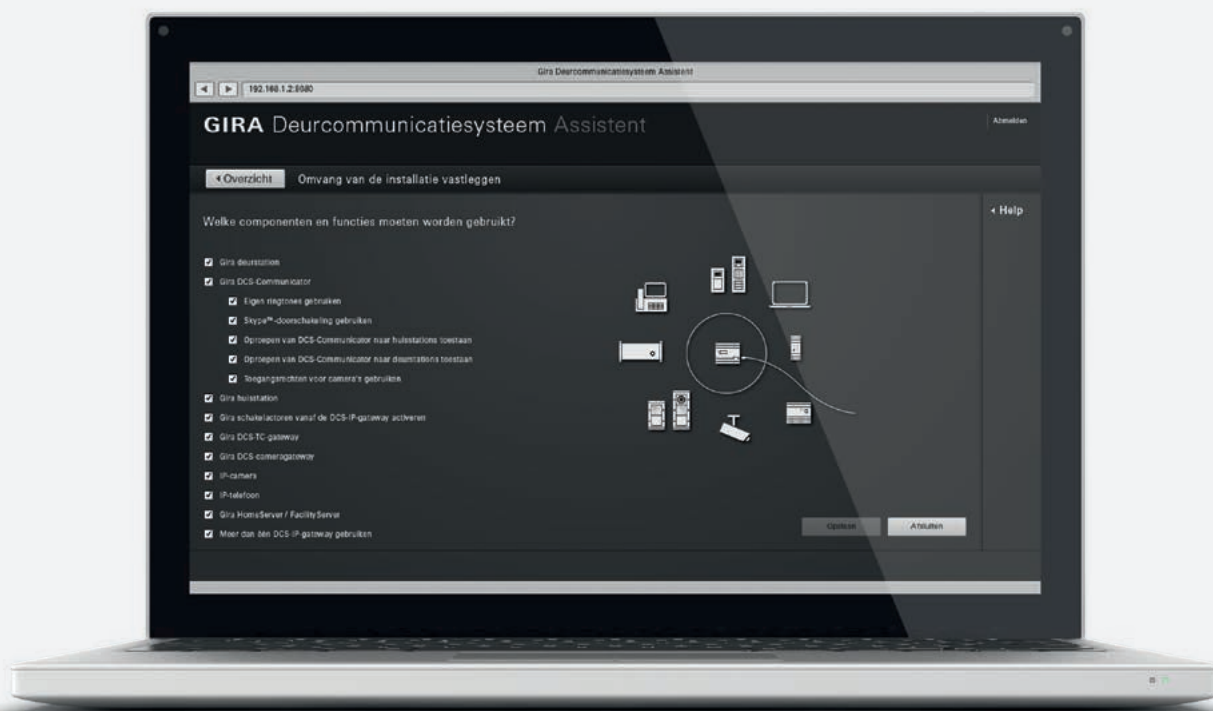 Gira Deurcommunicatiesysteem Assistent
192.168.1.2:8080
GIRA Deurcommunicatiesysteem Assistent
Abmelden
Overzicht
Omvang van de installatie vastleggen
Help
Welke componenten en functies moeten worden gebruikt?
Gira deurstation
Gira DCS-Communicator
Eigen ringtones gebruiken
Skype™-doorschakeling gebruiken
Oproepen van DCS-Communicator naar huisstations toestaan
Oproepen van DCS-Communicator naar deurstations toestaan
Toegangsrechten voor camera's gebruiken
Gira huisstation
Gira schakelactoren vanaf de DCS-IP-gateway activeren
Gira DCS-TC-gateway
Gira DCS-cameragateway
IP-camera
IP-telefoon
Gira HomeServer / FacilityServer
Meer dan één DCS-IP-gateway gebruiken
Opslaan
Afsluiten